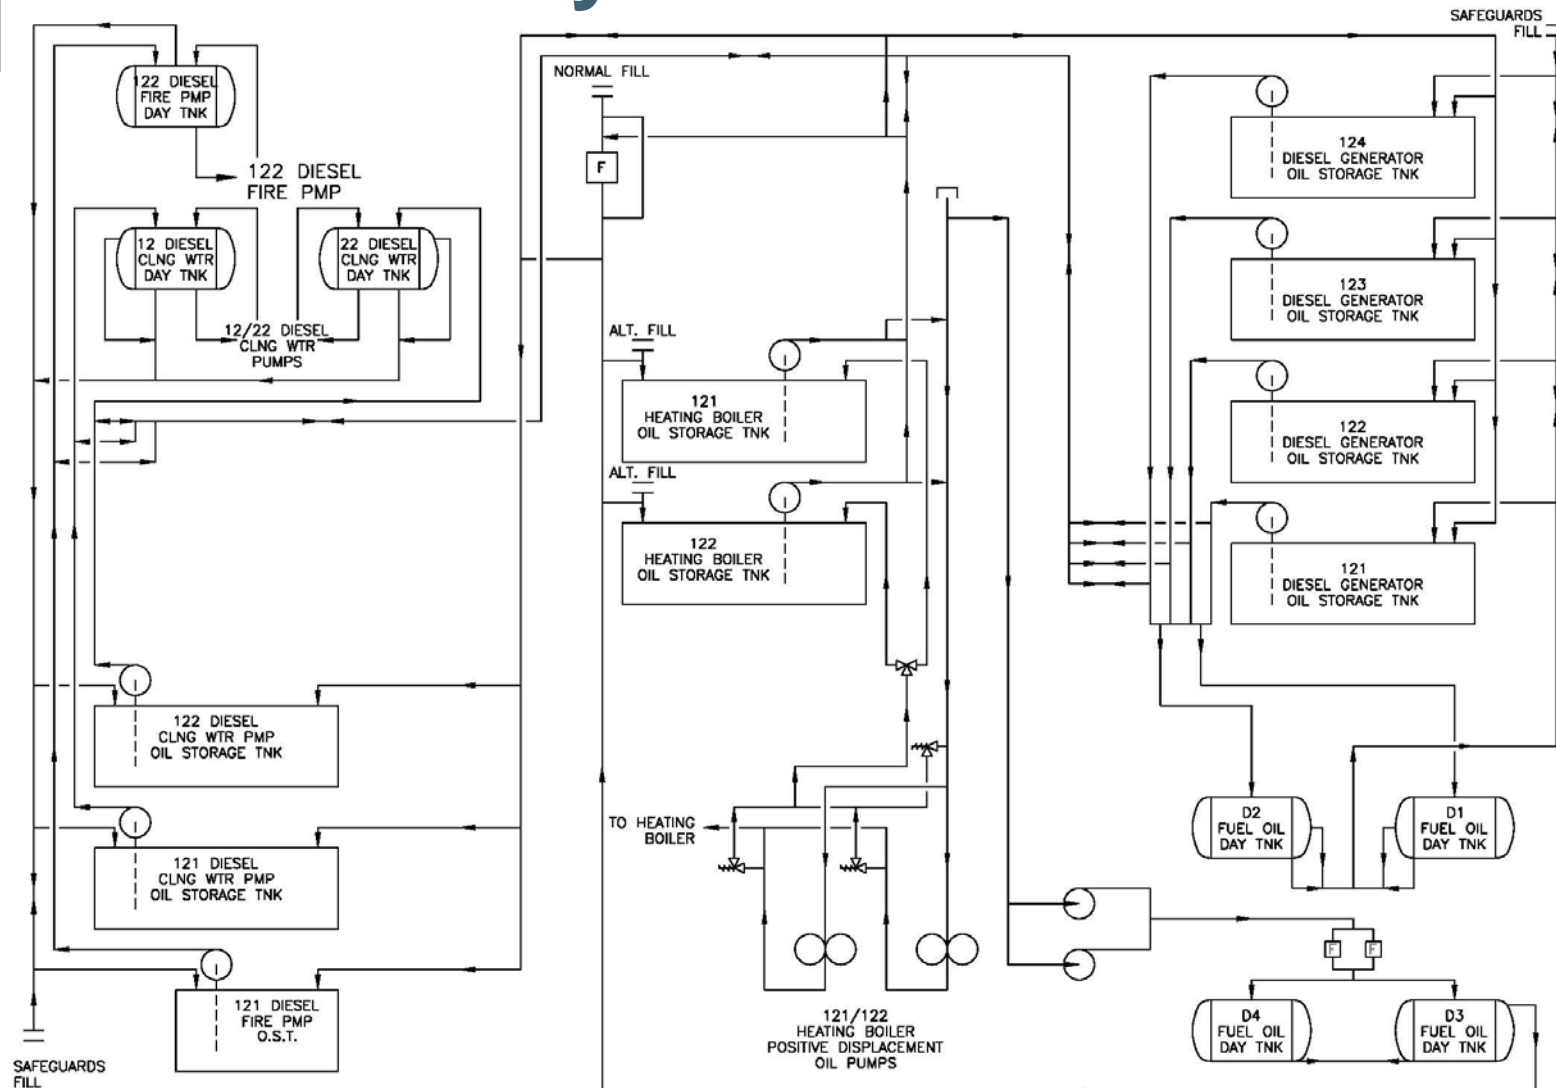 SAFEGUARDS
FILL
NORMAL FILL
122 DIESEL
FIRE PMP
DAY TNK
122 DIESEL
FIRE PMP
F
124
DIESEL GENERATOR
OIL STORAGE TNK
12 DIESEL
CLNG WTR
DAY TNK
22 DIESEL
CLNG WTR
DAY TNK
12/22 DIESEL
CLNG WTR
PUMPS
123
DIESEL GENERATOR
OIL STORAGE TNK
ALT. FILL
121
HEATING BOILER
OIL STORAGE TNK
122
DIESEL GENERATOR
OIL STORAGE TNK
ALT. FILL
122
HEATING BOILER
OIL STORAGE TNK
121
DIESEL GENERATOR
OIL STORAGE TNK
122 DIESEL
CLNG WTR PMP
OIL STORAGE TNK
TO HEATING
BOILER
D2
FUEL OIL
DAY TNK
D1
FUEL OIL
DAY TNK
121 DIESEL
CLNG WTR PMP
OIL STORAGE TNK
F
F
121 DIESEL
FIRE PMP
O.S.T.
121/122
HEATING BOILER
POSITIVE DISPLACEMENT
OIL PUMPS
D4
FUEL OIL
DAY TNK
D3
FUEL OIL
DAY TNK
SAFEGUARDS
FILL